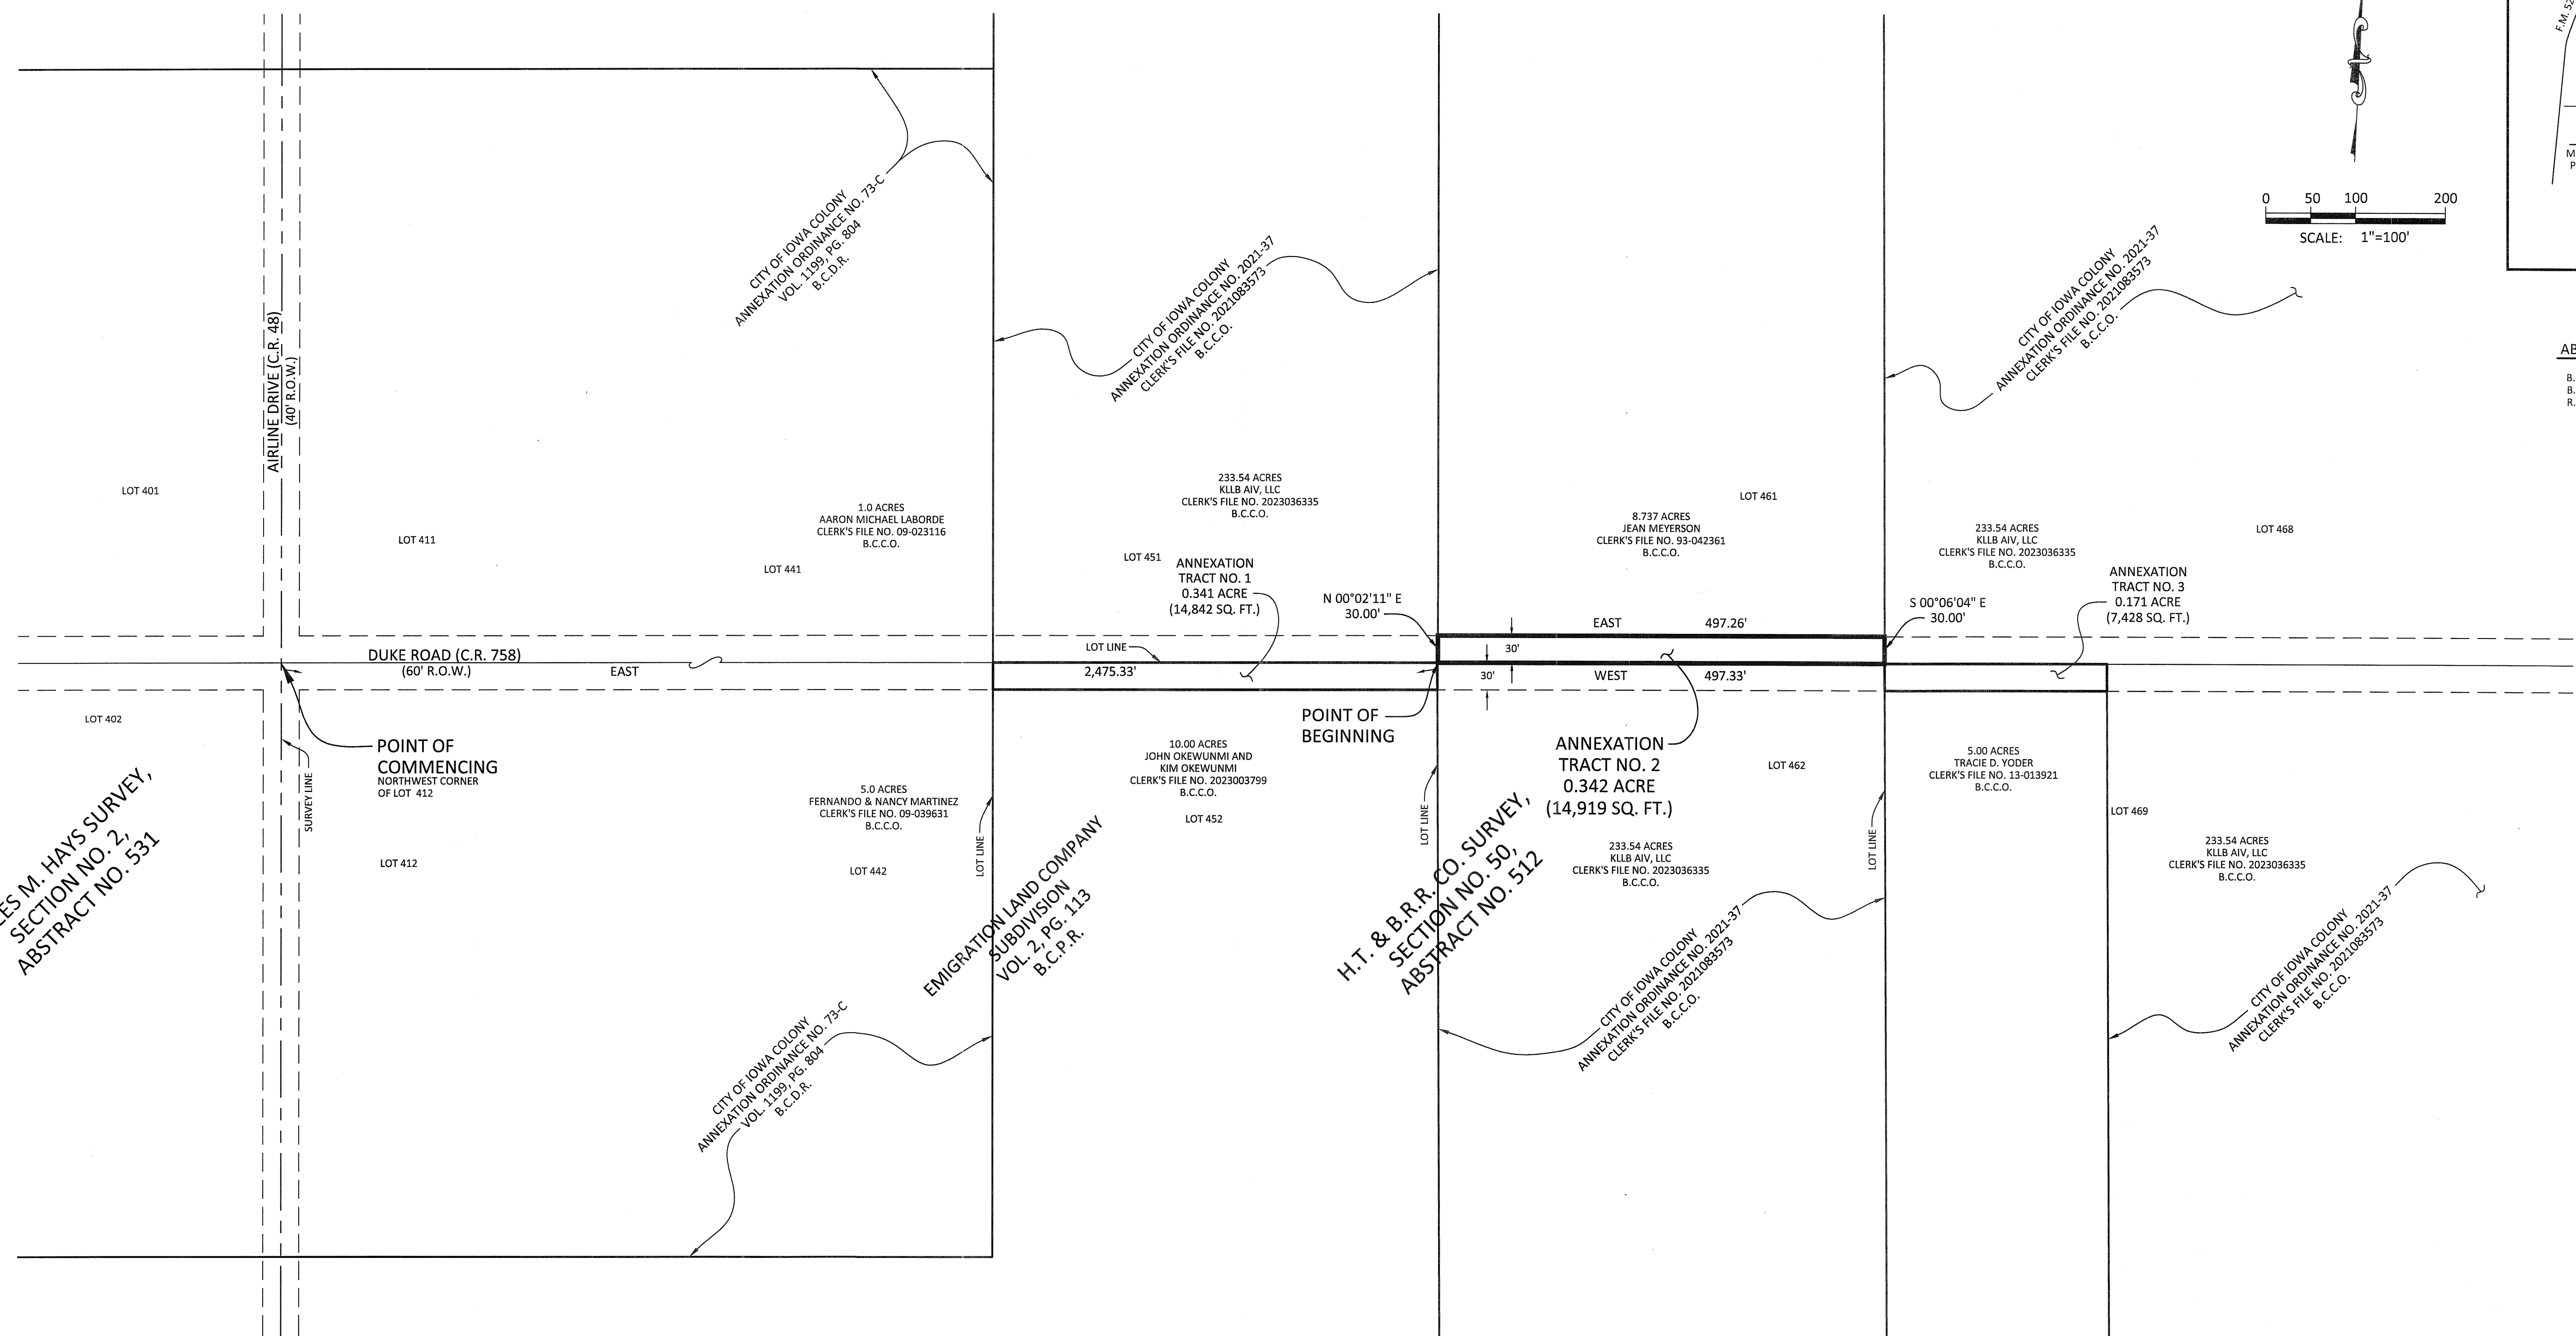 F.M. 52
0 50 100 200
SCALE: 1"=100'
CITY OF IOWA COLONY
ANNEXATION ORDINANCE NO. 73-C
VOL. 1199, PG. 804
B.C.D.R.
CITY OF IOWA COLONY
ANNEXATION ORDINANCE NO. 2021-37
CLERK'S FILE NO. 2021083573
B.C.C.O.
CITY OF IOWA COLONY
ANNEXATION ORDINANCE NO. 2021-37
CLERK'S FILE NO. 2021083573
B.C.C.O.
AIRLINE DRIVE (C.R. 48)
(40' R.O.W.)
LOT 401
LOT 411
LOT 441
1.0 ACRES
AARON MICHAEL LABORDE
CLERK'S FILE NO. 09-023116
B.C.C.O.
233.54 ACRES
KLLB AIV, LLC
CLERK'S FILE NO. 2023036335
B.C.C.O.
LOT 451
ANNEXATION
TRACT NO. 1
0.341 ACRE
(14,842 SQ. FT.)
LOT 461
8.737 ACRES
JEAN MEYERSON
CLERK'S FILE NO. 93-042361
B.C.C.O.
233.54 ACRES
KLLB AIV, LLC
CLERK'S FILE NO. 2023036335
B.C.C.O.
LOT 468
ANNEXATION
TRACT NO. 3
0.171 ACRE
(7,428 SQ. FT.)
N 00°02'11" E
30.00'
S 00°06'04" E
30.00'
EAST 497.26'
30'
LOT LINE
DUKE ROAD (C.R. 758)
(60' R.O.W.)
EAST
2,475.33'
30'
WEST 497.33'
LOT 402
POINT OF
COMMENCING
NORTHWEST CORNER
OF LOT 412
SURVEY LINE
POINT OF
BEGINNING
ANNEXATION
TRACT NO. 2
0.342 ACRE
(14,919 SQ. FT.)
LOT 462
10.00 ACRES
JOHN OKEWUNMI AND
KIM OKEWUNMI
CLERK'S FILE NO. 2023003799
B.C.C.O.
LOT 452
5.00 ACRES
TRACIE D. YODER
CLERK'S FILE NO. 13-013921
B.C.C.O.
LOT 469
5.0 ACRES
FERNANDO & NANCY MARTINEZ
CLERK'S FILE NO. 09-039631
B.C.C.O.
LOT 412
LOT 442
LOT LINE
LOT LINE
LOT LINE
233.54 ACRES
KLLB AIV, LLC
CLERK'S FILE NO. 2023036335
B.C.C.O.
233.54 ACRES
KLLB AIV, LLC
CLERK'S FILE NO. 2023036335
B.C.C.O.
M. HAYS SURVEY,
SECTION NO. 2,
ABSTRACT NO. 531
EMIGRATION LAND COMPANY
SUBDIVISION
VOL. 2, PG. 113
B.C.P.R.
H.T. & B.R.R. CO. SURVEY,
SECTION NO. 50,
ABSTRACT NO. 512
CITY OF IOWA COLONY
ANNEXATION ORDINANCE NO. 73-C
VOL. 1199, PG. 804
B.C.D.R.
CITY OF IOWA COLONY
ANNEXATION ORDINANCE NO. 2021-37
CLERK'S FILE NO. 2021083573
B.C.C.O.
CITY OF IOWA COLONY
ANNEXATION ORDINANCE NO. 2021-37
CLERK'S FILE NO. 2021083573
B.C.C.O.